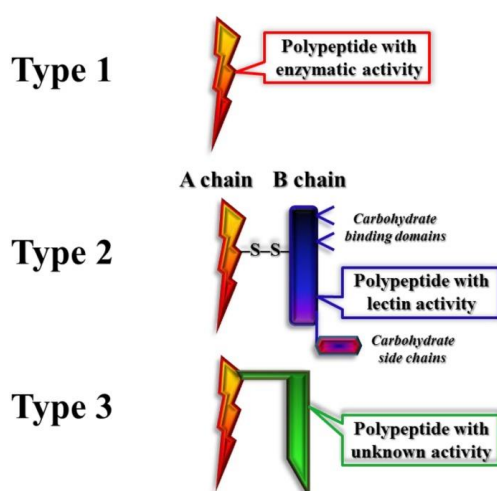 Type 1
Polypeptide with
enzymatic activity
A chain
B chain
Type 2
S S
Carbohydrate
binding domains
Polypeptide with
lectin activity
Carbohydrate
side chains
Type 3
Polypeptide with
unknown activity